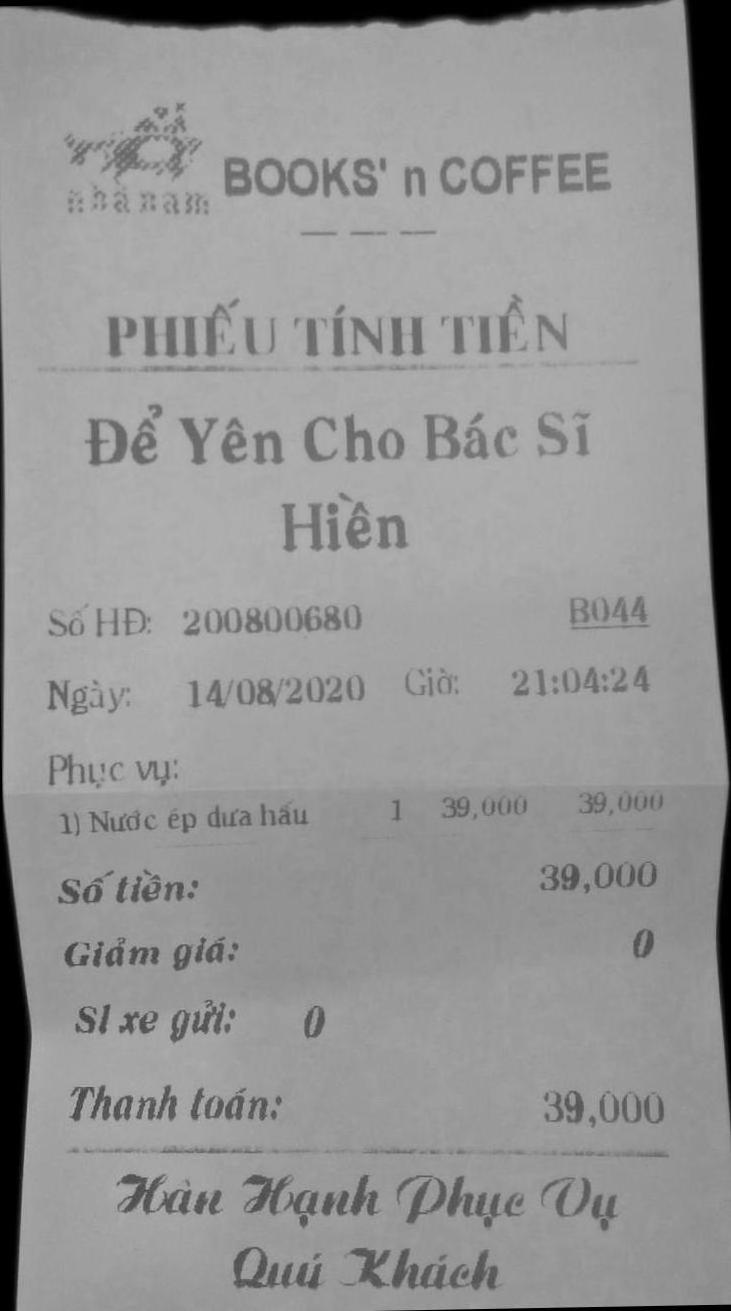 nhã nam BOOKS' n COFFEE
PHIẾU TÍNH TIỀN
Để Yên Cho Bác Sĩ
Hiền
Số HĐ: 200800680 B044
Ngày: 14/08/2020 Giờ: 21:04:24
Phục vụ:
1) Nước ép dưa hấu 1 39,000 39,000
Số tiền: 39,000
Giảm giá: 0
Sl xe gửi: 0
Thanh toán: 39,000
Hân Hạnh Phục Vụ
Quý Khách